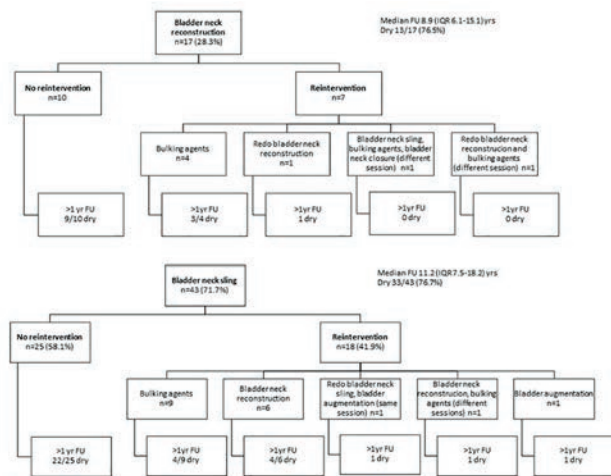 Bladder neck
reconstruction
n=17 (28.3%)
Median FU 8.9 (IQR 6.1-15.1) yrs
Dry 13/17 (76.5%)
No reintervention
n=10
Reintervention
n=7
Bulking agents
n=4
Redo bladder neck
reconstruction
n=1
Bladder neck sling,
bulking agents, bladder
neck closure (different
session) n=1
Redo bladder neck
reconstrucion and
bulking agents
(different session) n=1
>1 yr FU
9/10 dry
>1yr FU
3/4 dry
>1yr FU
1 dry
>1yr FU
0 dry
>1yr FU
0 dry
Bladder neck sling
n=43 (71.7%)
Median FU 11.2 (IQR 7.5-18.2) yrs
Dry 33/43 (76.7%)
No reintervention
n=25 (58.1%)
Reintervention
n=18 (41.9%)
Bulking agents
n=9
Bladder neck
reconstruction
n=6
Redo bladder neck
sling, bladder
augmentation (same
session) n=1
Bladder neck
reconstrucion, bulking
agents (different
sessions) n=1
Bladder augmentation
n=1
>1 yr FU
22/25 dry
>1yr FU
4/9 dry
>1yr FU
4/6 dry
>1yr FU
1 dry
>1yr FU
1 dry
>1yr FU
1 dry